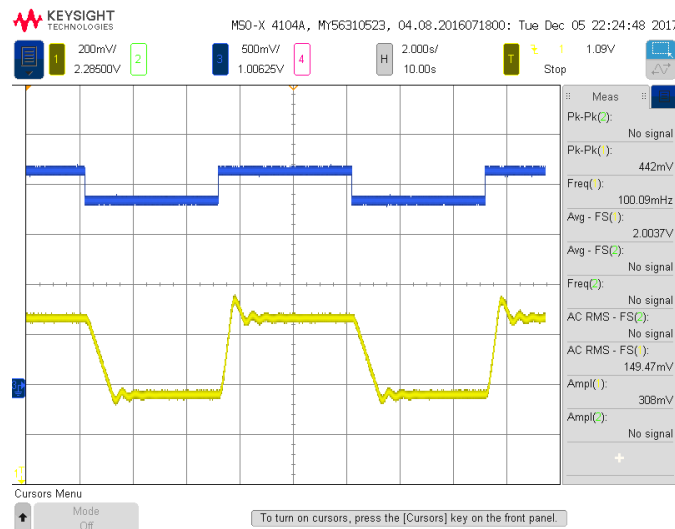 KEYSIGHT
TECHNOLOGIES
MSO-X 4104A, MY56310523, 04.08.2016071800: Tue Dec 05 22:24:48 2017
1 200mV/ 2 3 500mV/ 4 H 2.000s/ T 1 1.09V
2.28500V 1.00625V 10.00s Stop
Meas
Pk-Pk(2):
No signal
Pk-Pk( ):
442mV
Freq( ):
100.09mHz
Avg - FS( ):
2.0037V
Avg - FS(2):
No signal
Freq(2):
No signal
AC RMS - FS(2):
No signal
AC RMS - FS( ):
149.47mV
Ampl( ):
308mV
Ampl(2):
No signal
Cursors Menu
Mode
Off
To turn on cursors, press the [Cursors] key on the front panel.